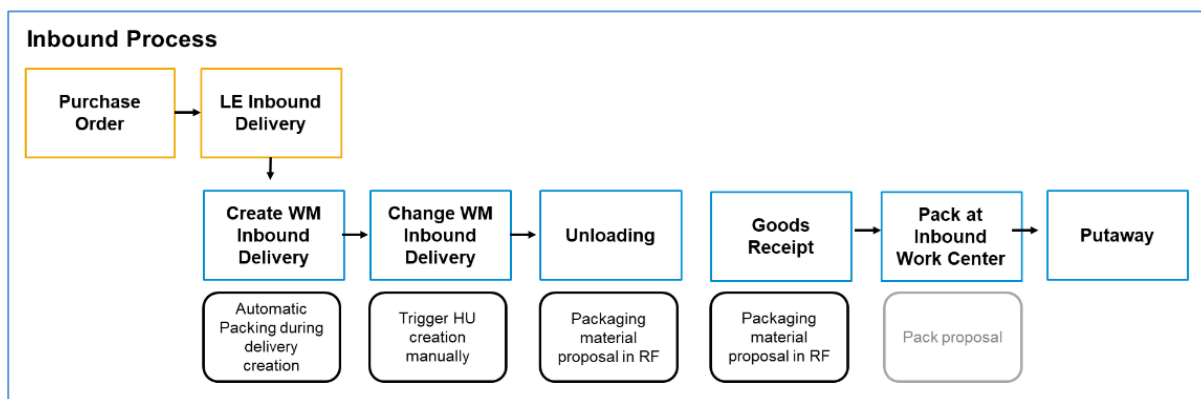 Inbound Process
Purchase
Order
LE Inbound
Delivery
Create WM
Inbound
Delivery
Change WM
Inbound
Delivery
Unloading
Goods
Receipt
Pack at
Inbound
Work Center
Putaway
Automatic
Packing during
delivery
creation
Trigger HU
creation
manually
Packaging
material
proposal in RF
Packaging
material
proposal in RF
Pack proposal